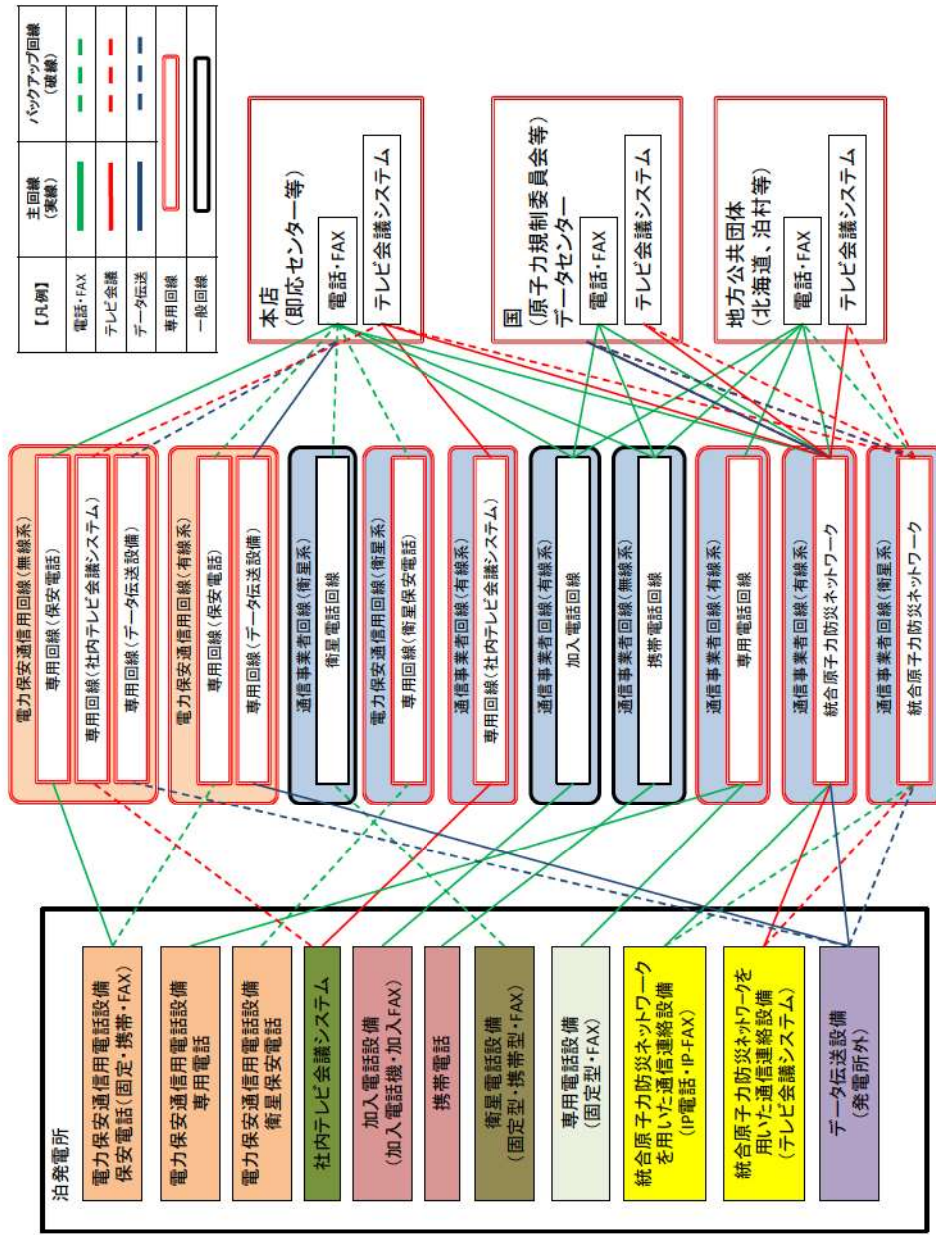 泊発電所
電力保安通信用電話設備
保安電話(固定・携帯・FAX)
電力保安通信用電話設備
専用電話
電力保安通信用電話設備
衛星保安電話
社内テレビ会議システム
加入電話設備
(加入電話機・加入FAX)
携帯電話
衛星電話設備
(固定型・携帯型・FAX)
専用電話設備
(固定型・FAX)
統合原子力防災ネットワーク
を用いた通信連絡設備
(IP電話・IP-FAX)
統合原子力防災ネットワークを
用いた通信連絡設備
(テレビ会議システム)
データ伝送設備
(発電所外)
電力保安通信用回線(無線系)
専用回線(保安電話)
専用回線(社内テレビ会議システム)
専用回線(データ伝送設備)
電力保安通信用回線(有線系)
専用回線(保安電話)
専用回線(データ伝送設備)
通信事業者回線(衛星系)
衛星電話回線
電力保安通信用回線(衛星系)
専用回線(衛星保安電話)
通信事業者回線(有線系)
専用回線(社内テレビ会議システム)
通信事業者回線(有線系)
加入電話回線
通信事業者回線(無線系)
携帯電話回線
通信事業者回線(有線系)
専用電話回線
通信事業者回線(有線系)
統合原子力防災ネットワーク
通信事業者回線(衛星系)
統合原子力防災ネットワーク
【凡例】
主回線
(実線)
バックアップ回線
(破線)
電話・FAX
テレビ会議
データ伝送
専用回線
一般回線
本店
(即応センター等)
電話・FAX
テレビ会議システム
国
(原子力規制委員会等)
データセンター
電話・FAX
テレビ会議システム
地方公共団体
(北海道、泊村等)
電話・FAX
テレビ会議システム